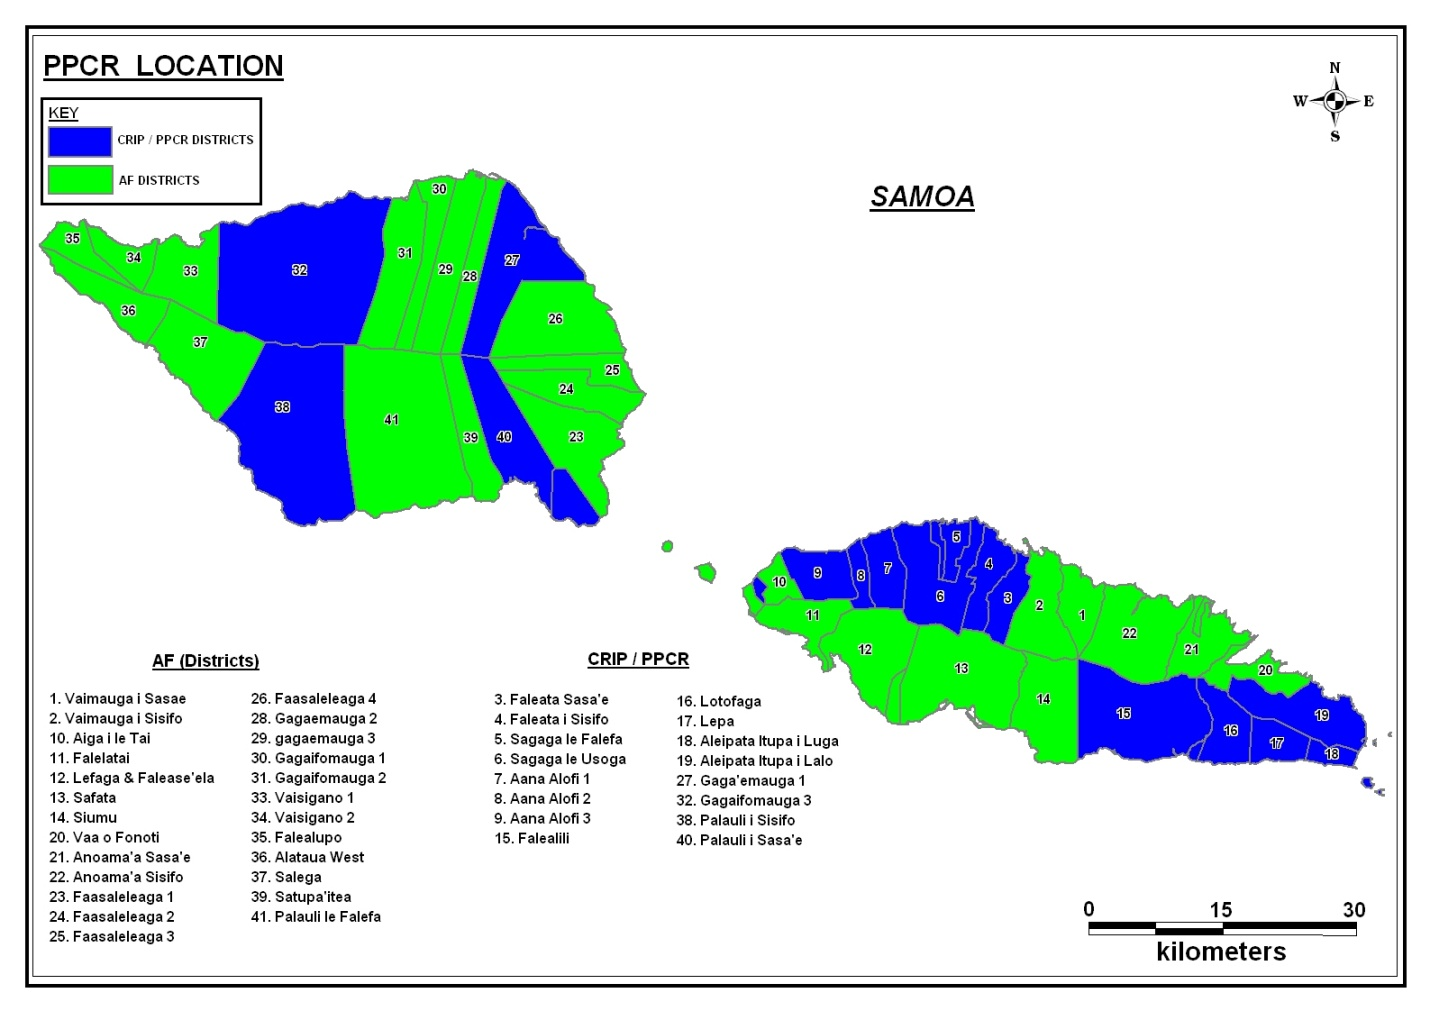 PPCR LOCATION
KEY
CRIP / PPCR DISTRICTS
AF DISTRICTS
N
W E
S
SAMOA
30
35
34
33
32
31
29
28
27
36
37
26
25
24
38
41
39
40
23
5
10
9
8
7
6
4
3
2
1
22
21
20
11
12
13
14
15
16
17
19
18
AF (Districts)
1. Vaimauga i Sasae
2. Vaimauga i Sisifo
10. Aiga i le Tai
11. Falelatai
12. Lefaga & Falease'ela
13. Safata
14. Siumu
20. Vaa o Fonoti
21. Anoama'a Sasa'e
22. Anoama'a Sisifo
23. Faasaleleaga 1
24. Faasaleleaga 2
25. Faasaleleaga 3
26. Faasaleleaga 4
28. Gagaemauga 2
29. gagaemauga 3
30. Gagaifomauga 1
31. Gagaifomauga 2
33. Vaisigano 1
34. Vaisigano 2
35. Falealupo
36. Alataua West
37. Salega
39. Satupa'itea
41. Palauli le Falefa
CRIP / PPCR
3. Faleata Sasa'e
4. Faleata i Sisifo
5. Sagaga le Falefa
6. Sagaga le Usoga
7. Aana Alofi 1
8. Aana Alofi 2
9. Aana Alofi 3
15. Falealili
16. Lotofaga
17. Lepa
18. Aleipata Itupa i Luga
19. Aleipata Itupa i Lalo
27. Gaga'emauga 1
32. Gagaifomauga 3
38. Palauli i Sisifo
40. Palauli i Sasa'e
0 15 30
kilometers